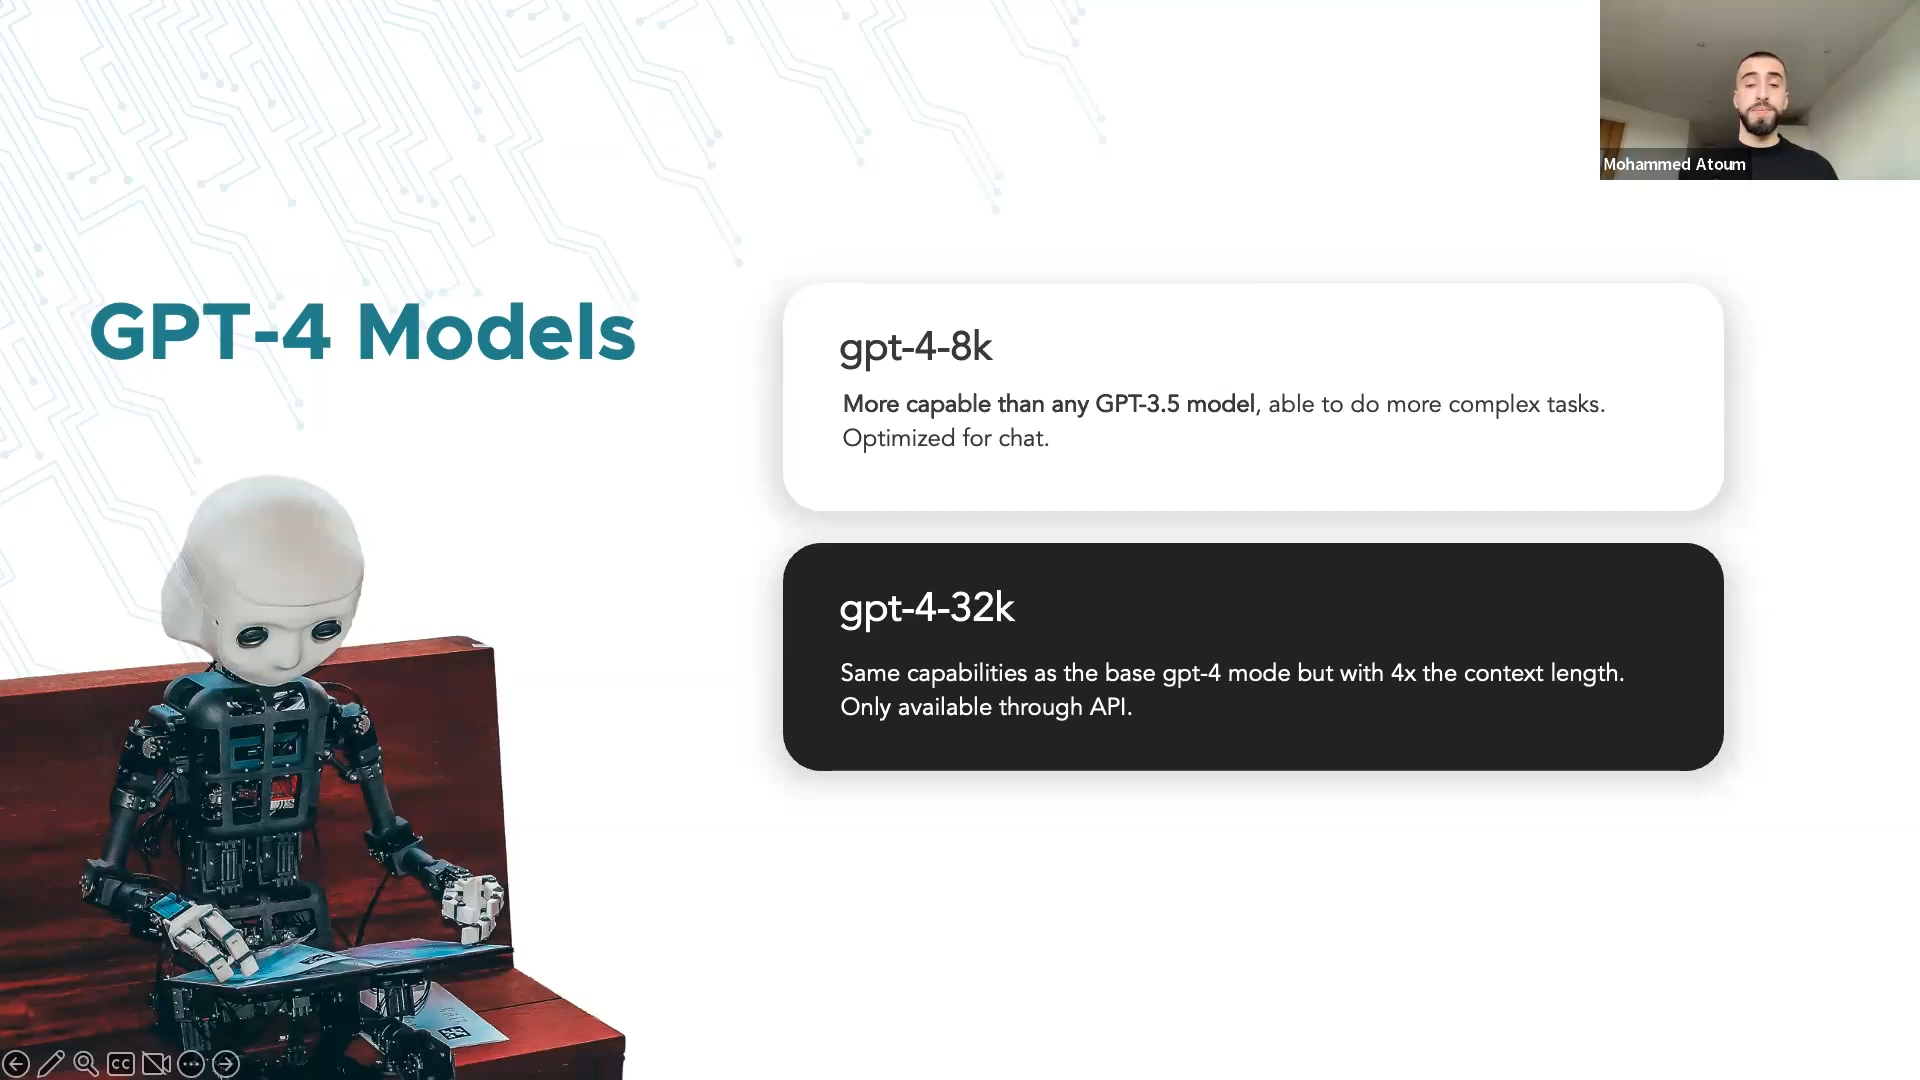 Mohammed Atoum
GPT-4 Models
gpt-4-8k
More capable than any GPT-3.5 model, able to do more complex tasks.
Optimized for chat.
gpt-4-32k
Same capabilities as the base gpt-4 mode but with 4x the context length.
Only available through API.
CC